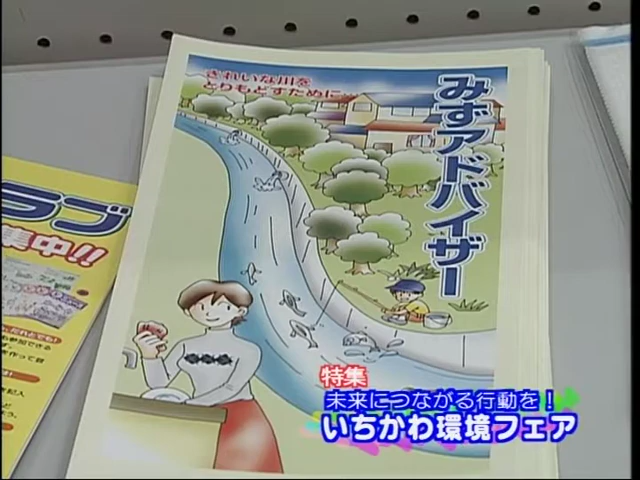 きれいな川を
とりもどすために…
みずアドバイザー
ラブ
集中!!
特集
未来につながる行動を!
いちかわ環境フェア